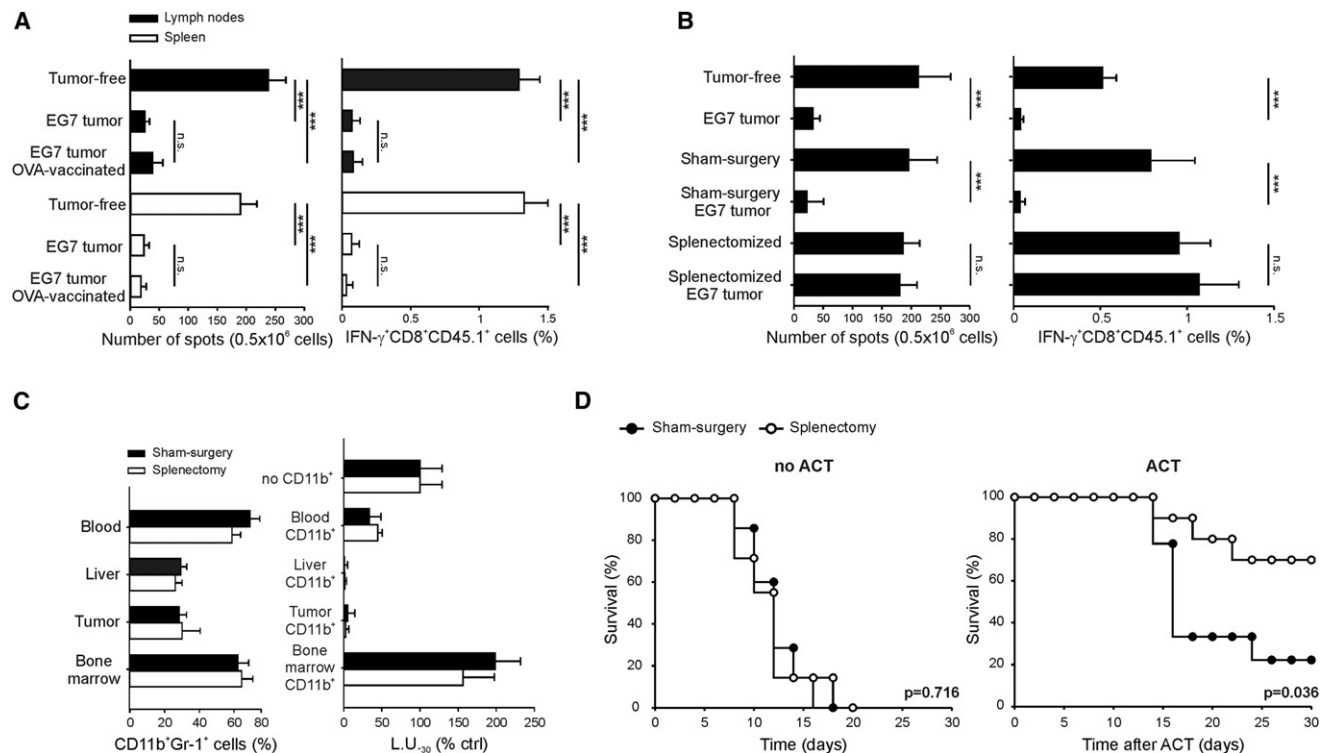 A
Lymph nodes
Spleen
Tumor-free
EG7 tumor
EG7 tumor
OVA-vaccinated
Tumor-free
EG7 tumor
EG7 tumor
OVA-vaccinated
n.s.
***
***
n.s.
***
***
0 50 100 150 200 250 300
Number of spots (0.5x10⁶ cells)
n.s.
***
***
n.s.
***
***
0 0.5 1 1.5
IFN-γ⁺CD8⁺CD45.1⁺ cells (%)
B
Tumor-free
EG7 tumor
Sham-surgery
Sham-surgery
EG7 tumor
Splenectomized
Splenectomized
EG7 tumor
***
***
n.s.
0 50 100 150 200 250 300
Number of spots (0.5x10⁶ cells)
***
***
n.s.
0 0.5 1 1.5
IFN-γ⁺CD8⁺CD45.1⁺ cells (%)
C
Sham-surgery
Splenectomy
Blood
Liver
Tumor
Bone
marrow
0 20 40 60 80
CD11b⁺Gr-1⁺ cells (%)
no CD11b⁺
Blood
CD11b⁺
Liver
CD11b⁺
Tumor
CD11b⁺
Bone
marrow
CD11b⁺
0 50 100 150 200 250
L.U.₃₀ (% ctrl)
D
Sham-surgery Splenectomy
no ACT
Survival (%)
100
80
60
40
20
0
p=0.716
0 5 10 15 20 25 30
Time (days)
ACT
Survival (%)
100
80
60
40
20
0
p=0.036
0 5 10 15 20 25 30
Time after ACT (days)